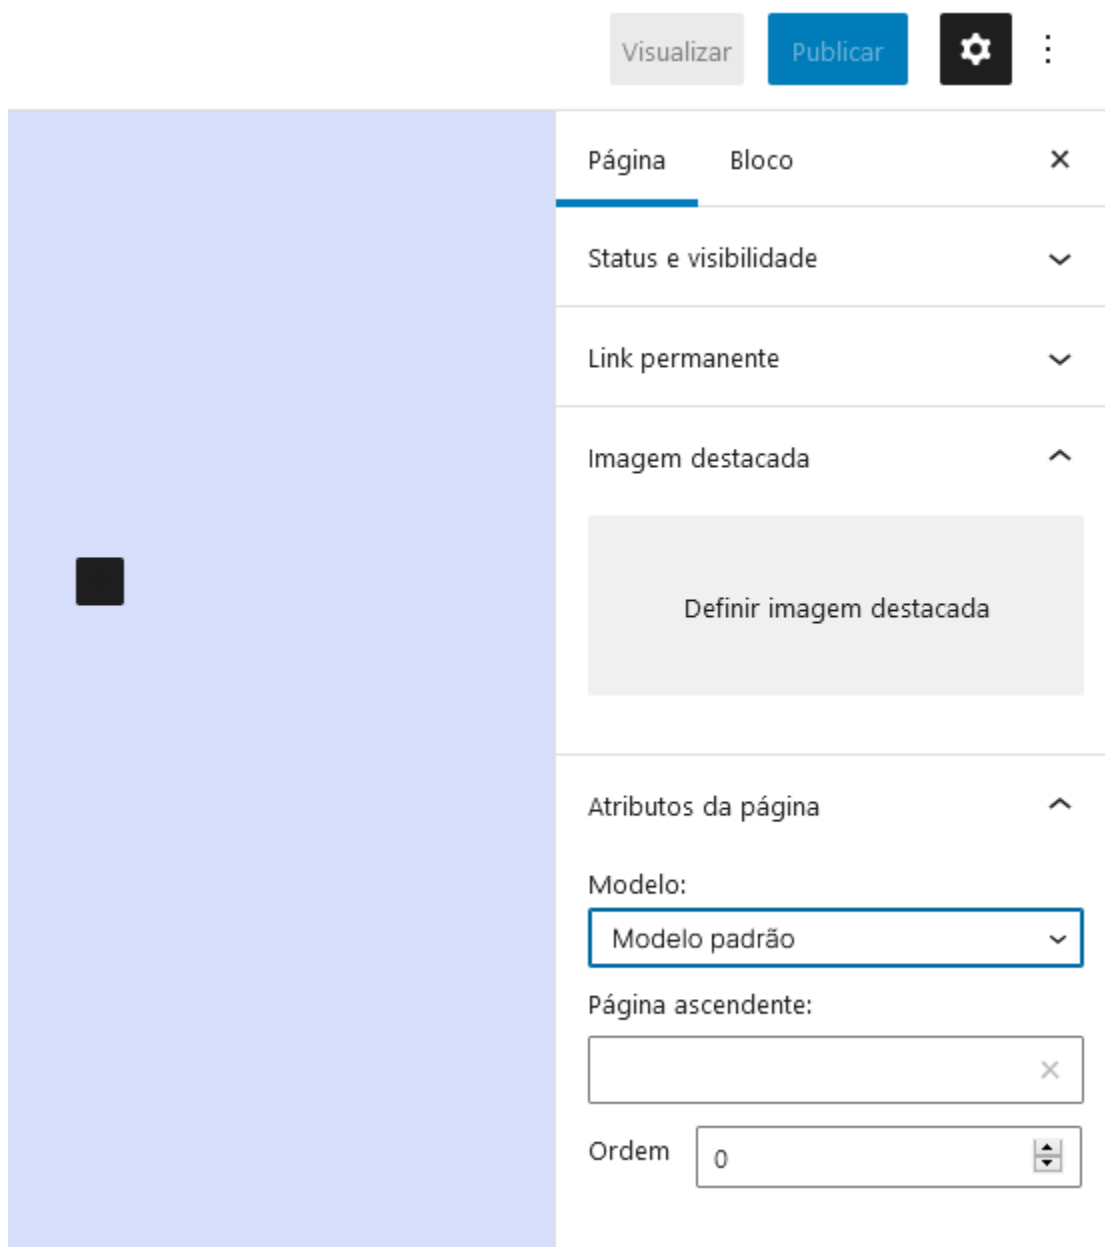 Visualizar Publicar
Página Bloco
Status e visibilidade
Link permanente
Imagem destacada
Definir imagem destacada
Atributos da página
Modelo:
Modelo padrão
Página ascendente:
Ordem 0